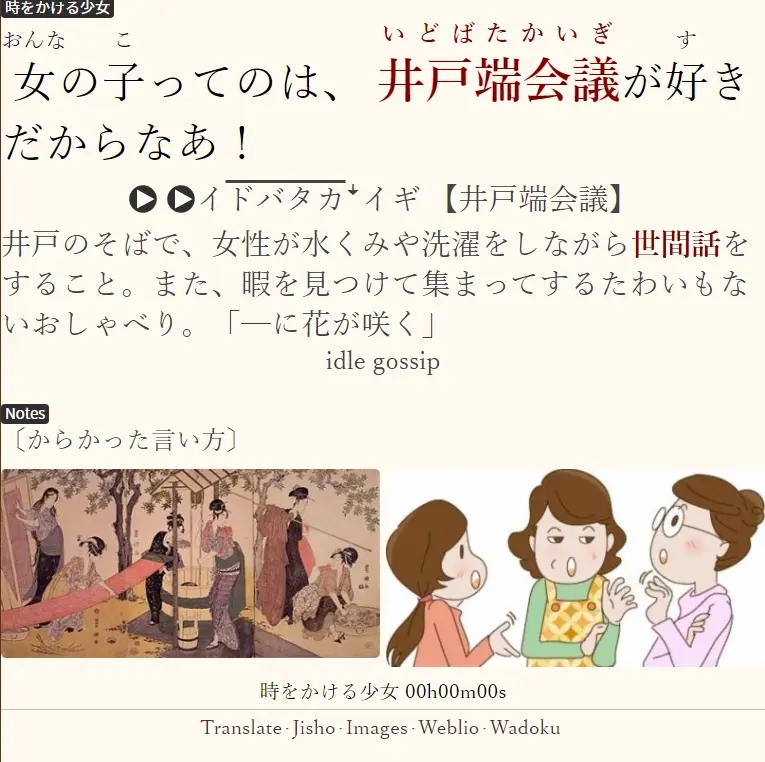 時をかける少女
おんな こ いどばたかいぎ す
女の子ってのは、 井戸端会議が好き
だからなあ！
イドバタカイギ 【井戸端会議】
井戸のそばで、女性が水くみや洗濯をしながら世間話を
すること。また、暇を見つけて集まってするたわいもな
いおしゃべり。「―に花が咲く」
idle gossip
Notes
〔からかった言い方〕
時をかける少女 00h00m00s
Translate · Jisho · Images · Weblio · Wadoku